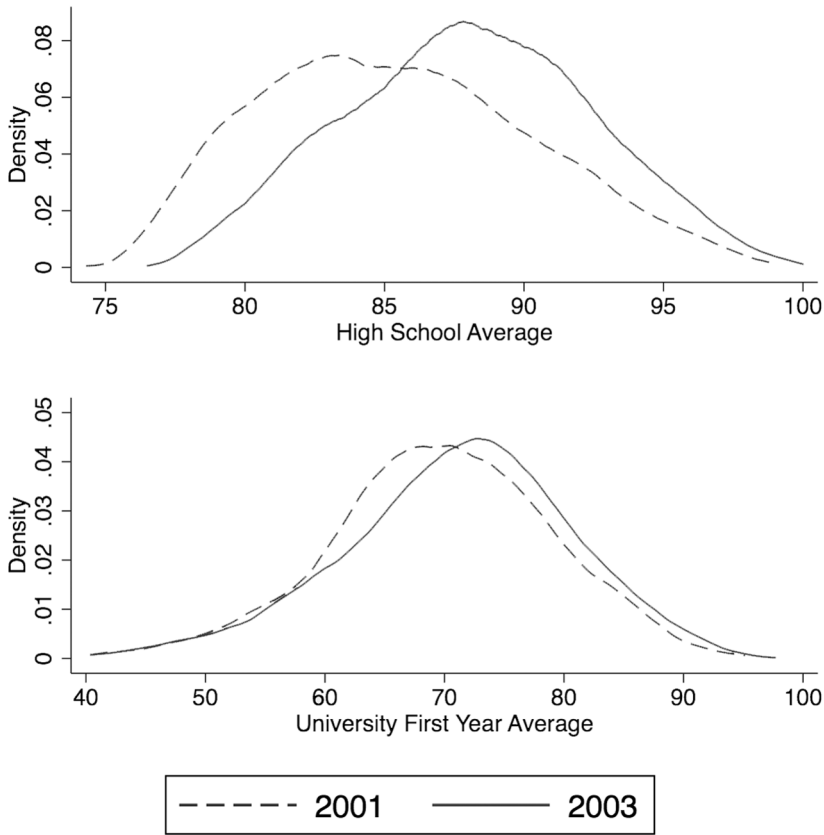 Density
.08
.06
.04
.02
0
75 80 85 90 95 100
High School Average
Density
.05
.04
.03
.02
.01
0
40 50 60 70 80 90 100
University First Year Average
2001 2003